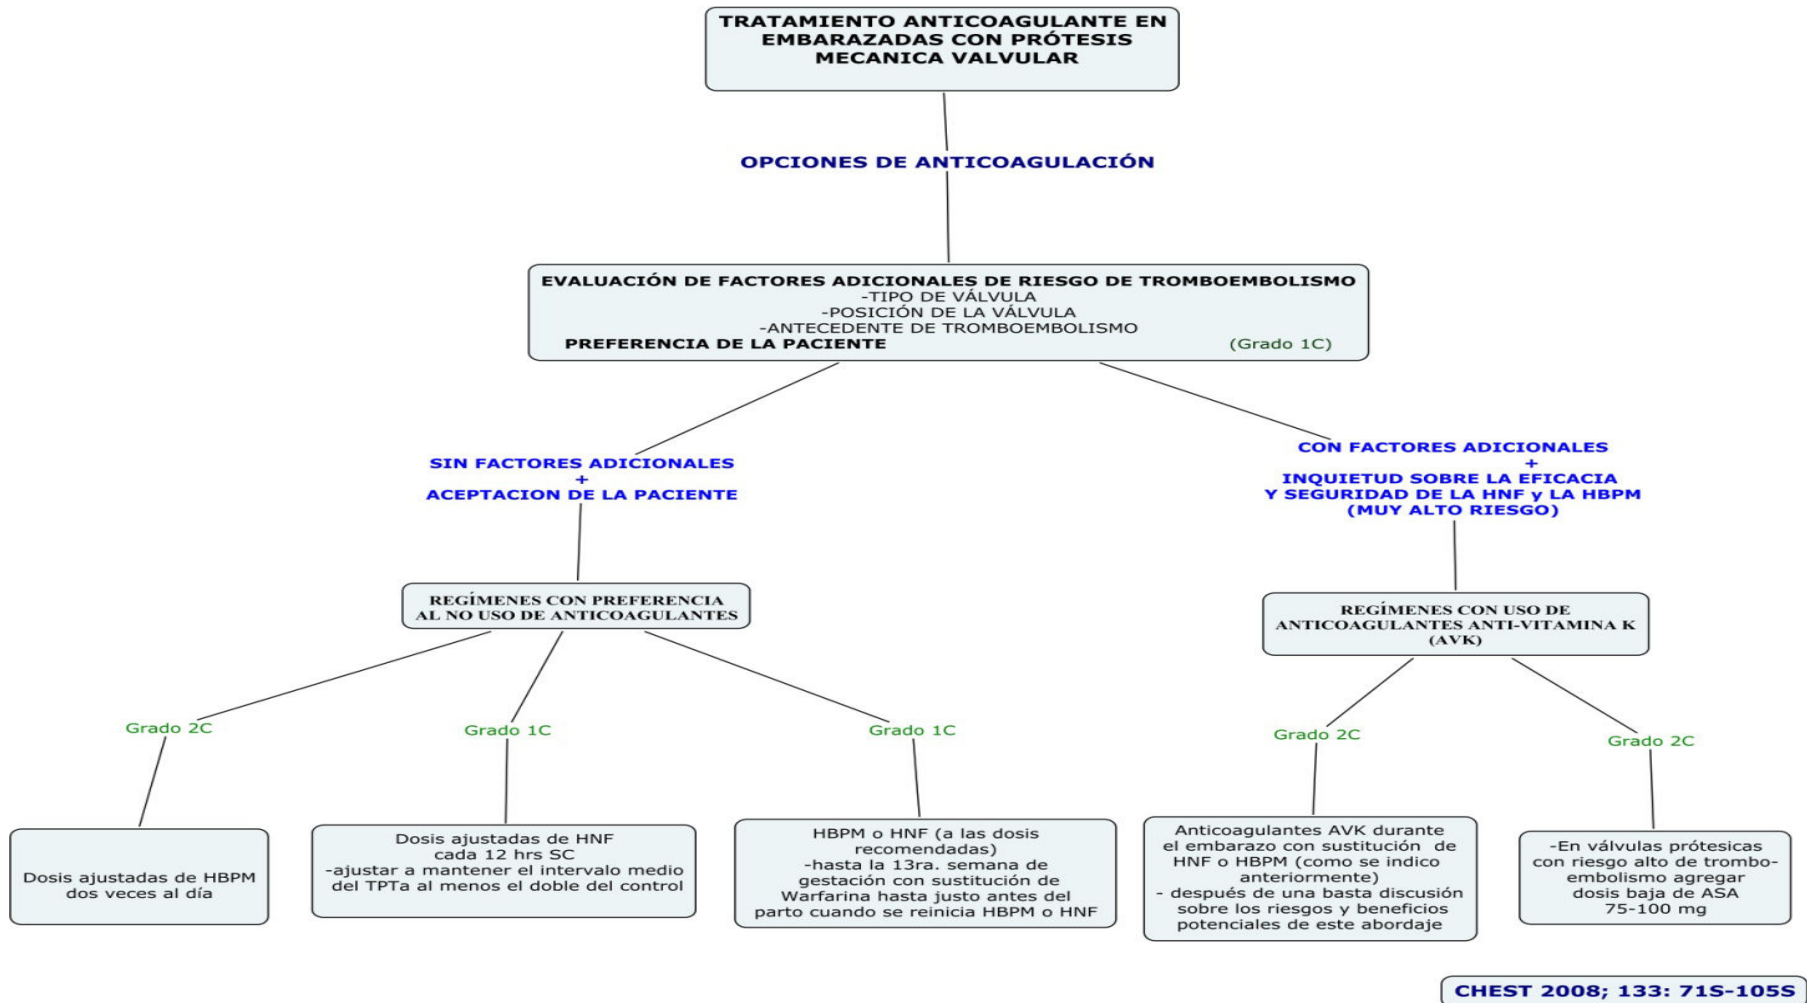 TRATAMIENTO ANTICOAGULANTE EN
EMBARAZADAS CON PRÓTESIS
MECANICA VALVULAR
OPCIONES DE ANTICOAGULACIÓN
EVALUACIÓN DE FACTORES ADICIONALES DE RIESGO DE TROMBOEMBOLISMO
-TIPO DE VÁLVULA
-POSICIÓN DE LA VÁLVULA
-ANTECEDENTE DE TROMBOEMBOLISMO
PREFERENCIA DE LA PACIENTE (Grado 1C)
SIN FACTORES ADICIONALES
+
ACEPTACION DE LA PACIENTE
CON FACTORES ADICIONALES
+
INQUIETUD SOBRE LA EFICACIA
Y SEGURIDAD DE LA HNF y LA HBPM
(MUY ALTO RIESGO)
REGÍMENES CON PREFERENCIA
AL NO USO DE ANTICOAGULANTES
REGÍMENES CON USO DE
ANTICOAGULANTES ANTI-VITAMINA K
(AVK)
Grado 2C
Grado 1C
Grado 1C
Grado 2C
Grado 2C
Dosis ajustadas de HBPM
dos veces al día
Dosis ajustadas de HNF
cada 12 hrs SC
-ajustar a mantener el intervalo medio
del TPTa al menos el doble del control
HBPM o HNF (a las dosis
recomendadas)
-hasta la 13ra. semana de
gestación con sustitución de
Warfarina hasta justo antes del
parto cuando se reinicia HBPM o HNF
Anticoagulantes AVK durante
el embarazo con sustitución de
HNF o HBPM (como se indico
anteriormente)
- después de una basta discusión
sobre los riesgos y beneficios
potenciales de este abordaje
-En válvulas prótesicas
con riesgo alto de trombo-
embolismo agregar
dosis baja de ASA
75-100 mg
CHEST 2008; 133: 71S-105S